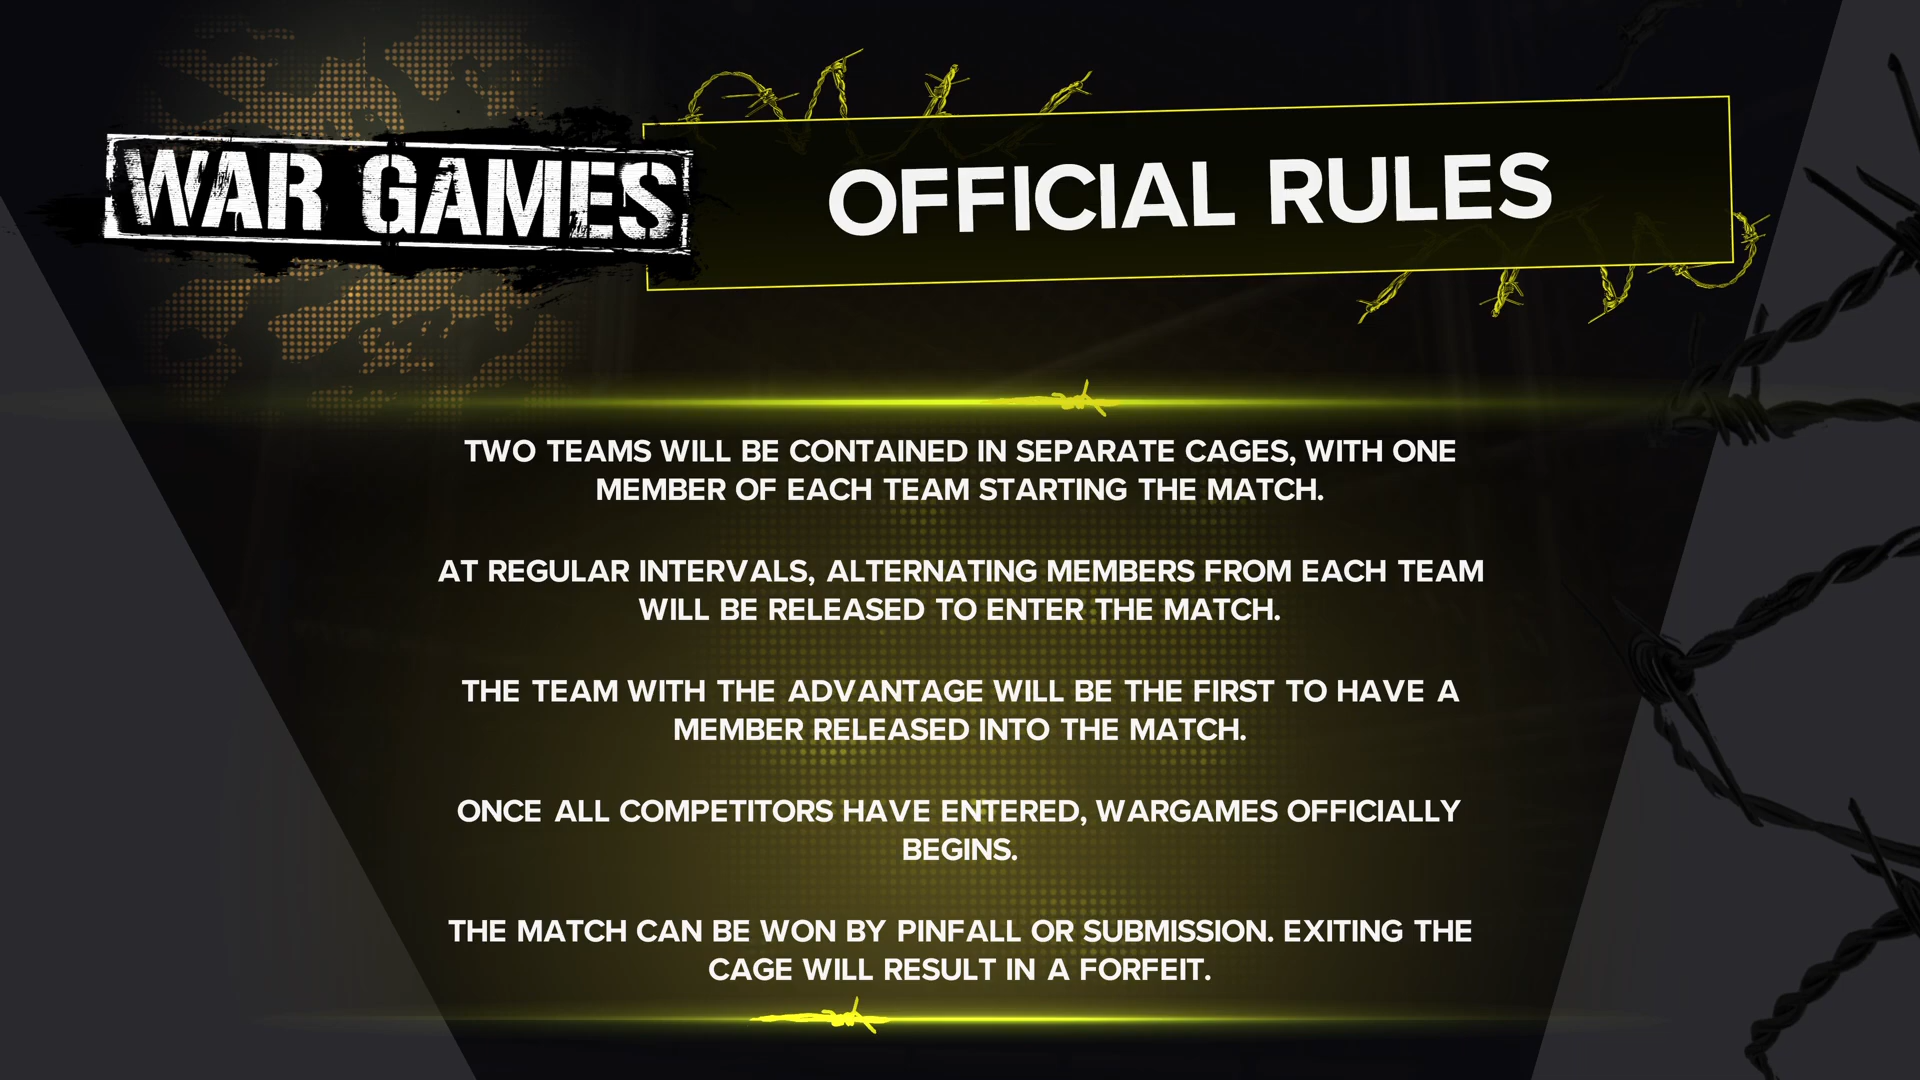 WAR GAMES
OFFICIAL RULES
TWO TEAMS WILL BE CONTAINED IN SEPARATE CAGES, WITH ONE
MEMBER OF EACH TEAM STARTING THE MATCH.
AT REGULAR INTERVALS, ALTERNATING MEMBERS FROM EACH TEAM
WILL BE RELEASED TO ENTER THE MATCH.
THE TEAM WITH THE ADVANTAGE WILL BE THE FIRST TO HAVE A
MEMBER RELEASED INTO THE MATCH.
ONCE ALL COMPETITORS HAVE ENTERED, WARGAMES OFFICIALLY
BEGINS.
THE MATCH CAN BE WON BY PINFALL OR SUBMISSION. EXITING THE
CAGE WILL RESULT IN A FORFEIT.